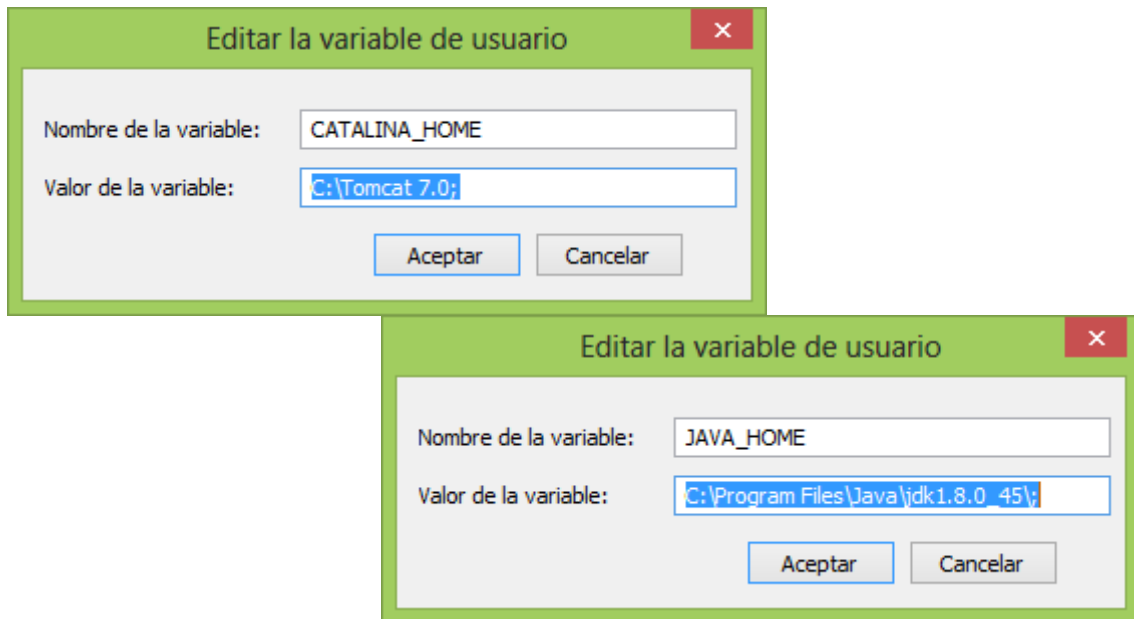 Editar la variable de usuario
Nombre de la variable: CATALINA_HOME
Valor de la variable: C:\Tomcat 7.0;
Aceptar Cancelar
Editar la variable de usuario
Nombre de la variable: JAVA_HOME
Valor de la variable: C:\Program Files\Java\jdk1.8.0_45\;
Aceptar Cancelar